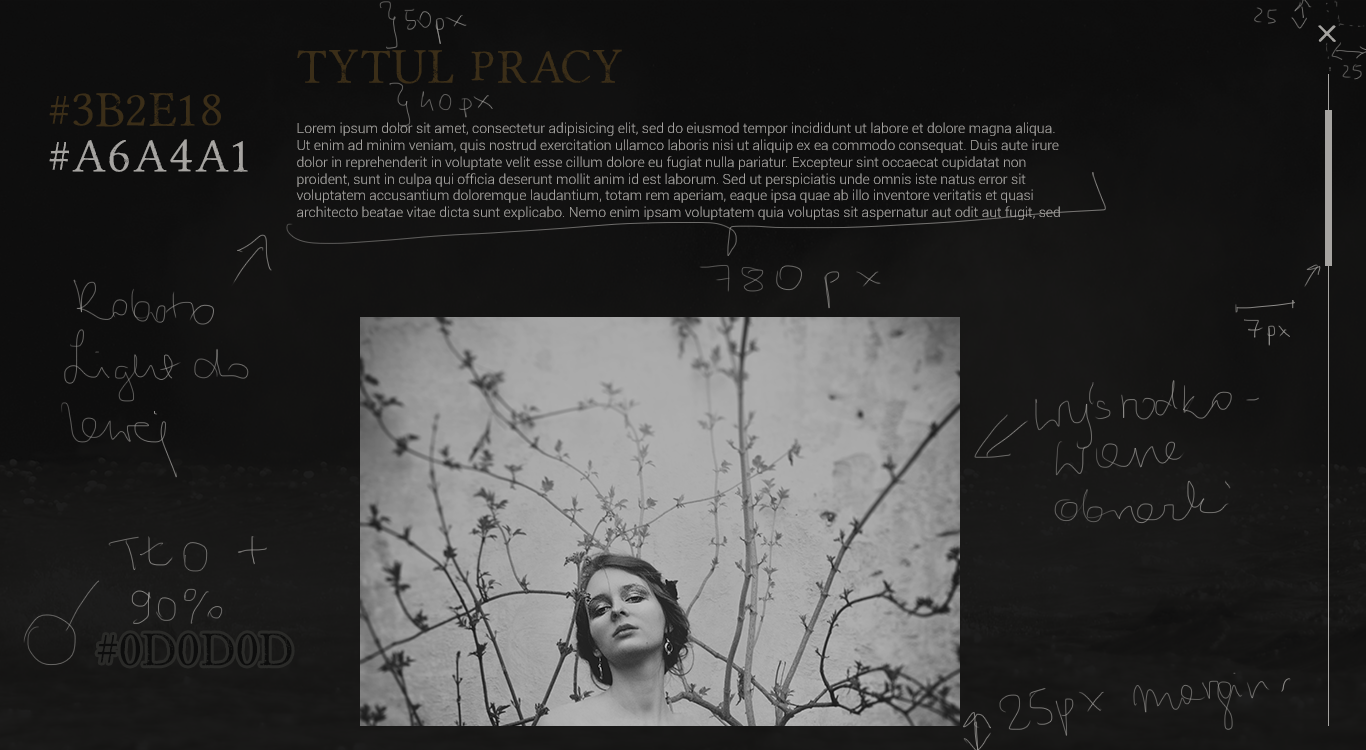 50px
25
25
TYTUL PRACY
40px
#3B2E18
#A6A4A1
Lorem ipsum dolor sit amet, consectetur adipisicing elit, sed do eiusmod tempor incididunt ut labore et dolore magna aliqua.
Ut enim ad minim veniam, quis nostrud exercitation ullamco laboris nisi ut aliquip ex ea commodo consequat. Duis aute irure
dolor in reprehenderit in voluptate velit esse cillum dolore eu fugiat nulla pariatur. Excepteur sint occaecat cupidatat non
proident, sunt in culpa qui officia deserunt mollit anim id est laborum. Sed ut perspiciatis unde omnis iste natus error sit
voluptatem accusantium doloremque laudantium, totam rem aperiam, eaque ipsa quae ab illo inventore veritatis et quasi
architecto beatae vitae dicta sunt explicabo. Nemo enim ipsam voluptatem quia voluptas sit aspernatur aut odit aut fugit, sed
780 px
Roboto
Light do
lewej
7px
wyśrodko-
wane
obrazki
Tło +
90%
#0D0D0D
25px margin